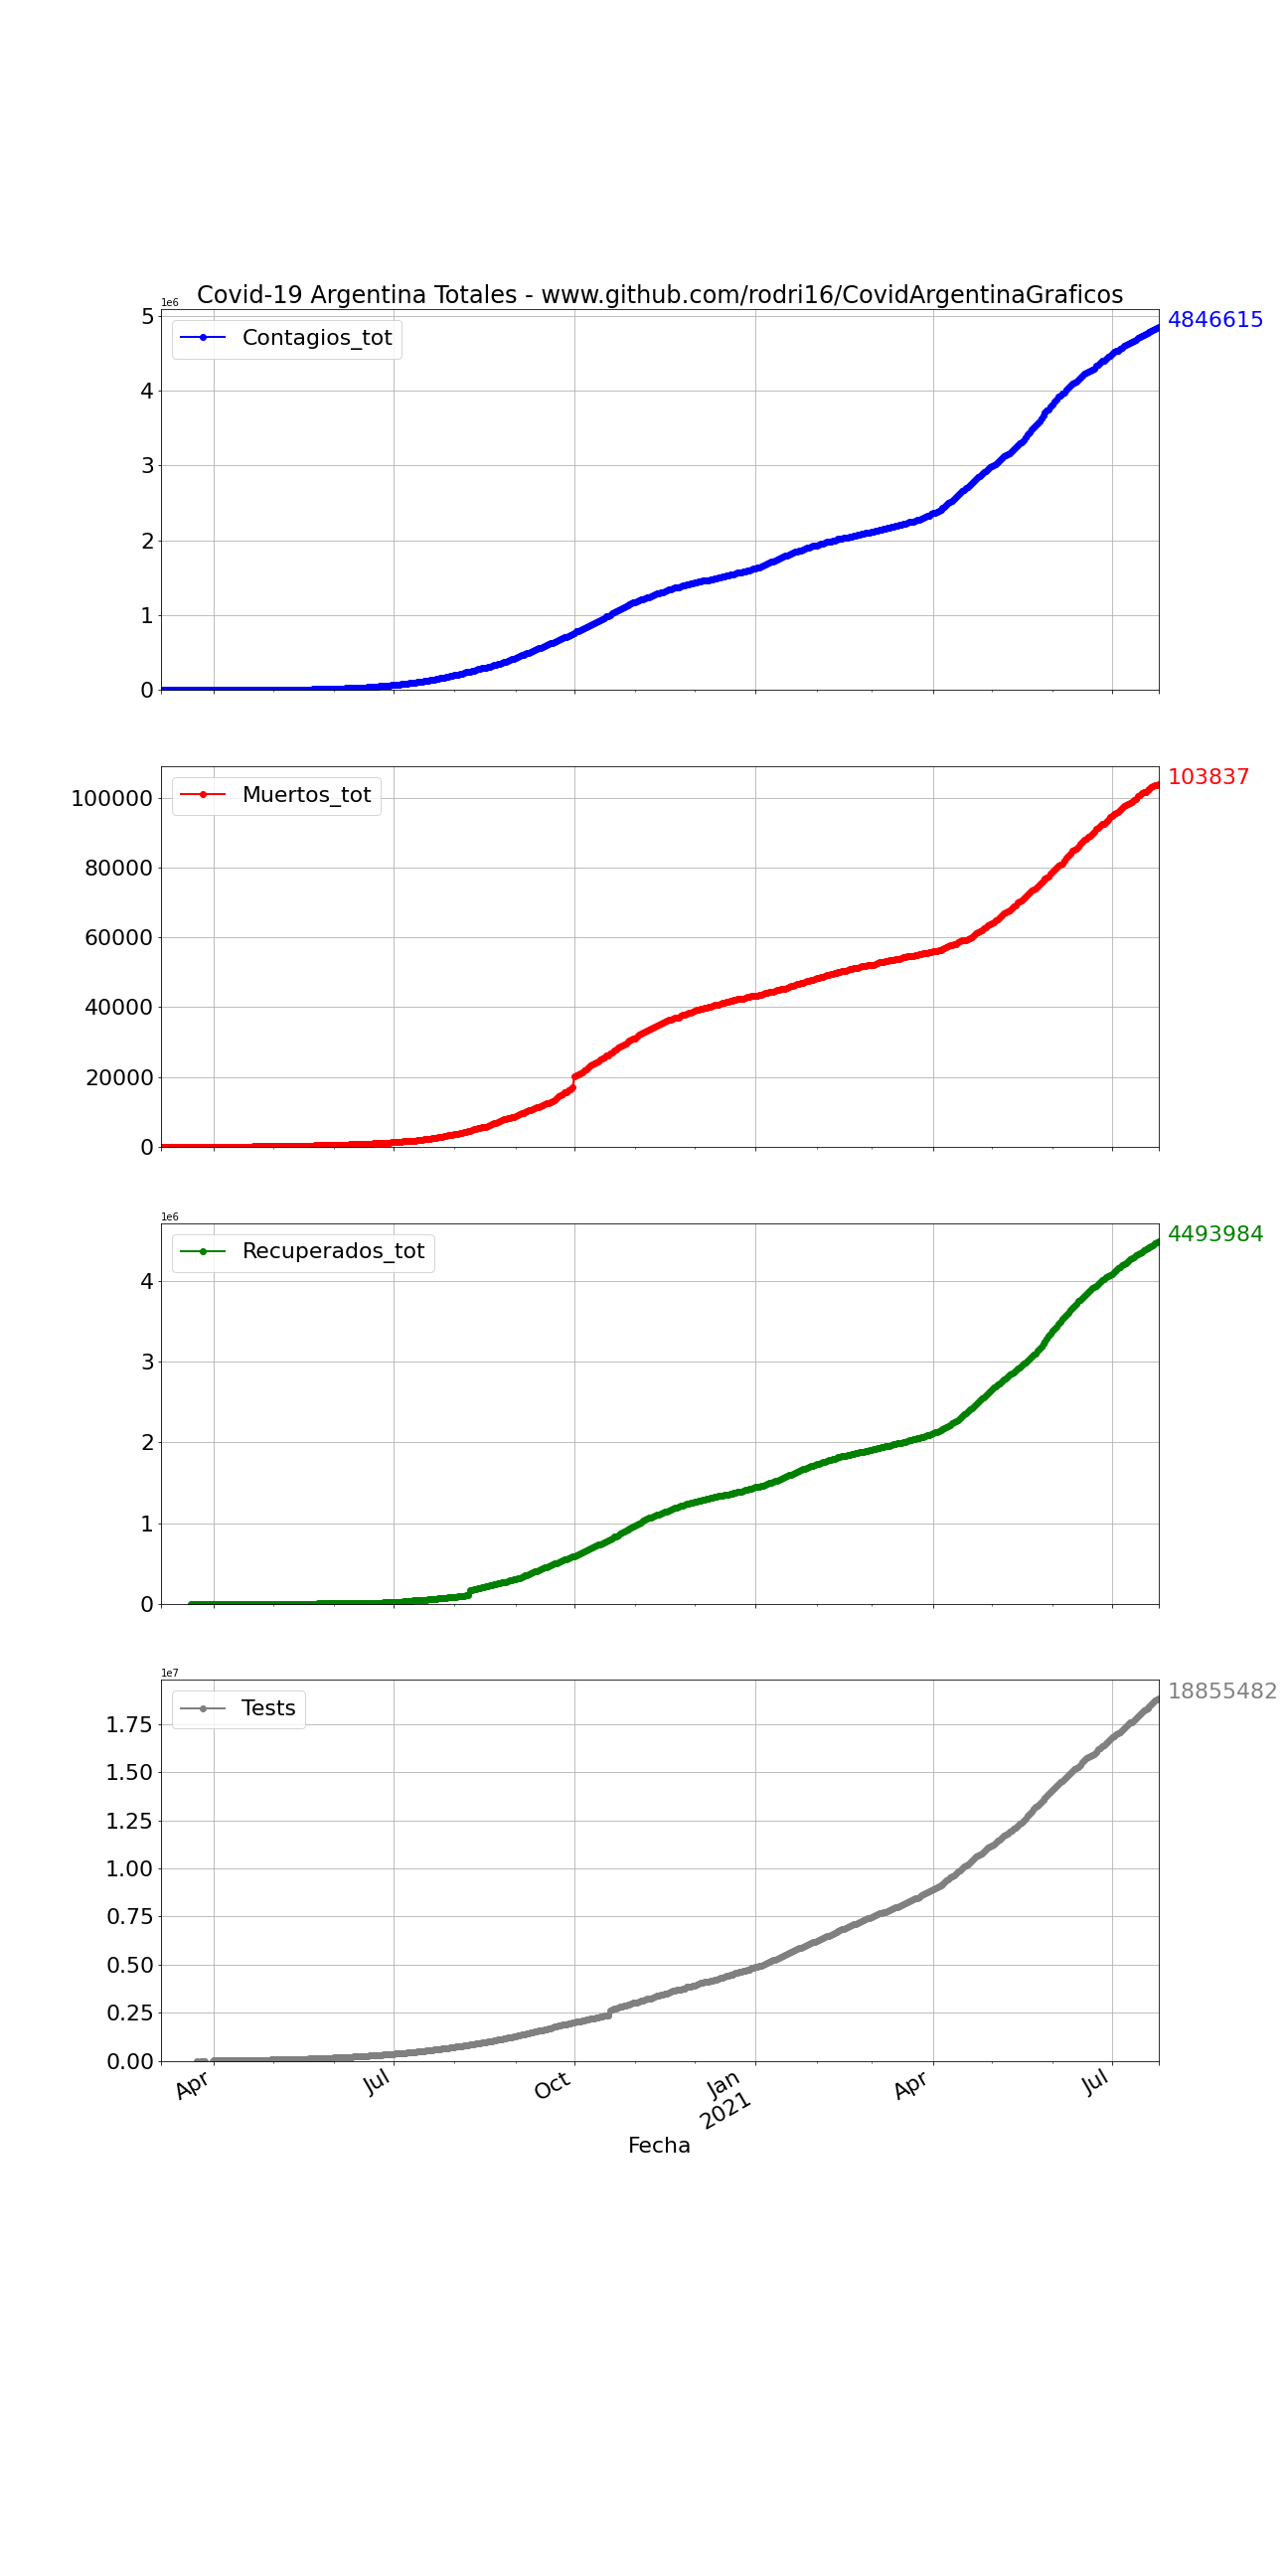 Covid-19 Argentina Totales - www.github.com/rodri16/CovidArgentinaGraficos
1e6
5
4
3
2
1
0
Contagios_tot
4846615
100000
80000
60000
40000
20000
0
Muertos_tot
103837
1e6
4
3
2
1
0
Recuperados_tot
4493984
1e7
1.75
1.50
1.25
1.00
0.75
0.50
0.25
0.00
Tests
18855482
Apr
Jul
Oct
Jan
2021
Apr
Jul
Fecha